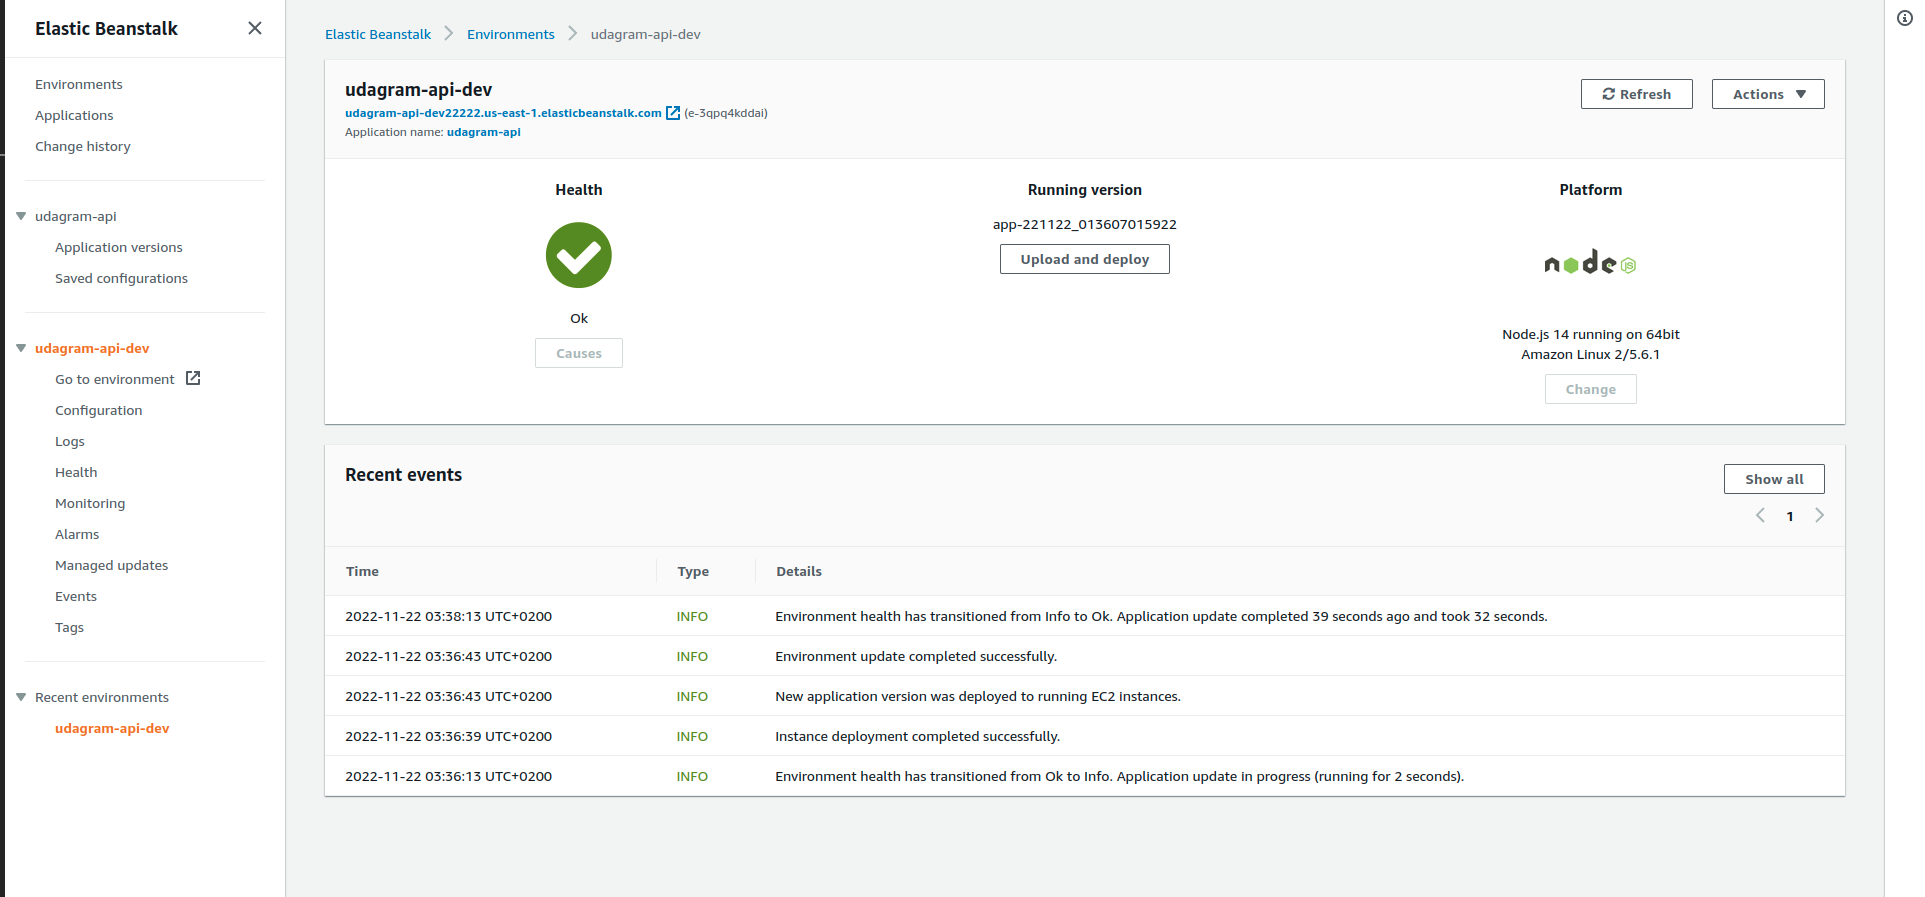 Elastic Beanstalk
Environments
Applications
Change history
udagram-api
Application versions
Saved configurations
udagram-api-dev
Go to environment
Configuration
Logs
Health
Monitoring
Alarms
Managed updates
Events
Tags
Recent environments
udagram-api-dev
Elastic Beanstalk Environments udagram-api-dev
udagram-api-dev
udagram-api-dev22222.us-east-1.elasticbeanstalk.com (e-3qpq4kddai)
Application name: udagram-api
Refresh Actions
Health
Ok
Causes
Running version
app-221122_013607015922
Upload and deploy
Platform
node JS
Node.js 14 running on 64bit
Amazon Linux 2/5.6.1
Change
Recent events
Show all
1
Time Type Details
2022-11-22 03:38:13 UTC+0200 INFO Environment health has transitioned from Info to Ok. Application update completed 39 seconds ago and took 32 seconds.
2022-11-22 03:36:43 UTC+0200 INFO Environment update completed successfully.
2022-11-22 03:36:43 UTC+0200 INFO New application version was deployed to running EC2 instances.
2022-11-22 03:36:39 UTC+0200 INFO Instance deployment completed successfully.
2022-11-22 03:36:13 UTC+0200 INFO Environment health has transitioned from Ok to Info. Application update in progress (running for 2 seconds).